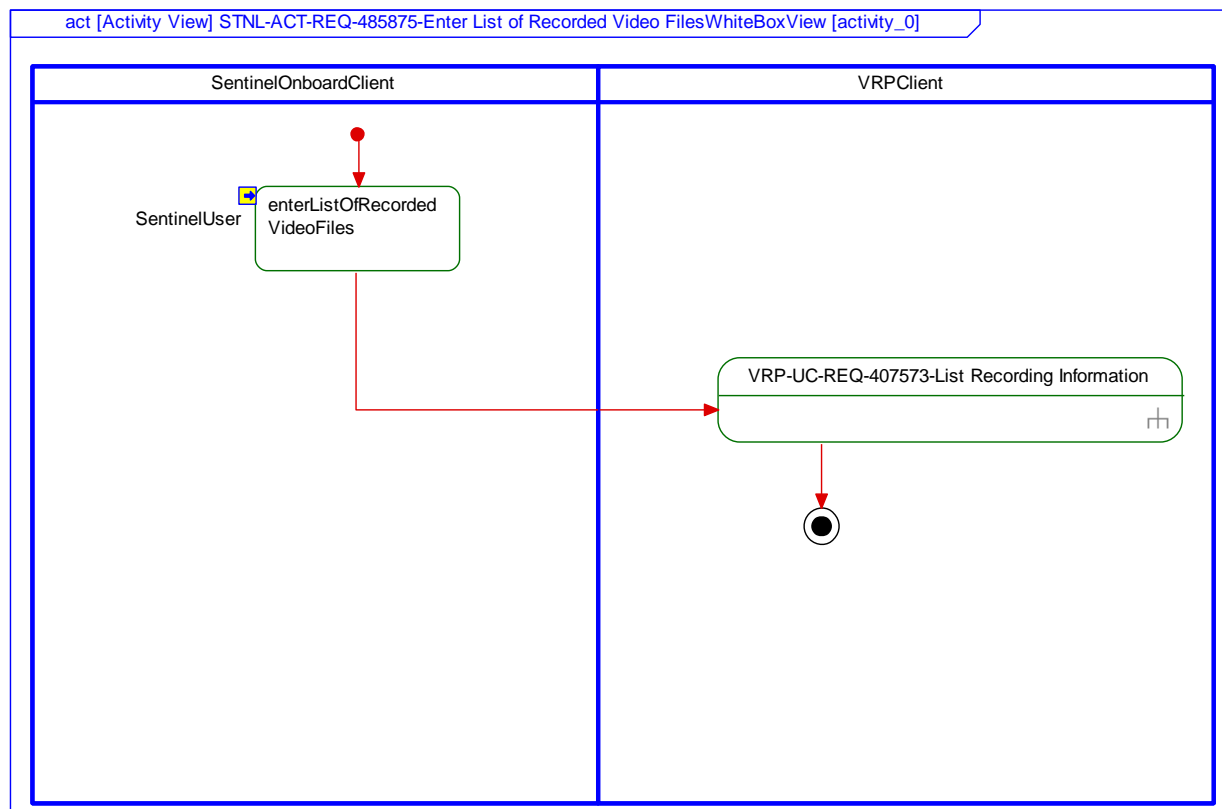 act [Activity View] STNL-ACT-REQ-485875-Enter List of Recorded Video FilesWhiteBoxView [activity_0]
SentinelOnboardClient
VRPClient
enterListOfRecorded
VideoFiles
SentinelUser
VRP-UC-REQ-407573-List Recording Information